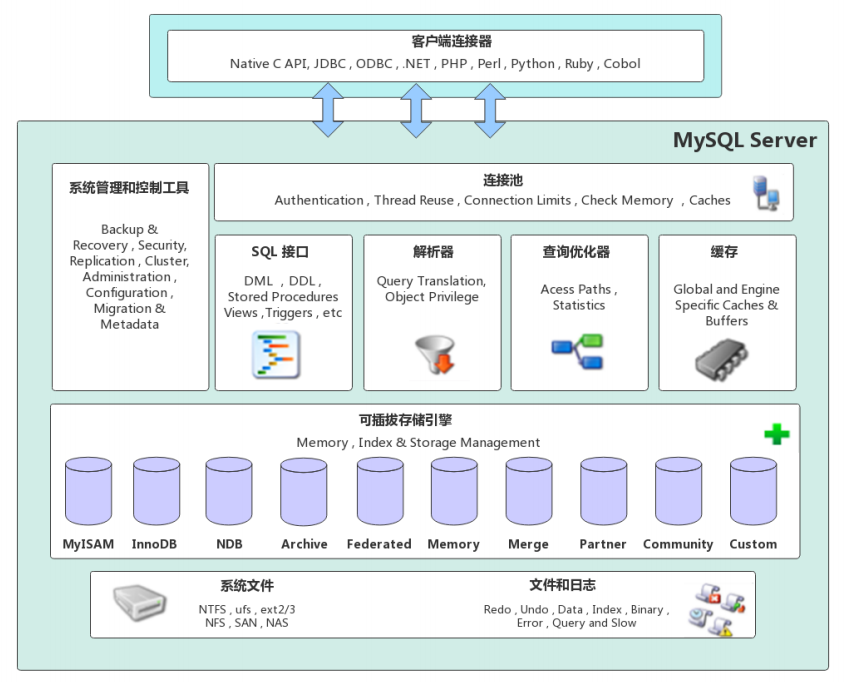 客户端连接器
Native C API, JDBC , ODBC , .NET , PHP , Perl , Python , Ruby , Cobol
MySQL Server
系统管理和控制工具
Backup &
Recovery , Security,
Replication , Cluster,
Administration ,
Configuration ,
Migration &
Metadata
连接池
Authentication , Thread Reuse , Connection Limits , Check Memory , Caches
SQL 接口
DML , DDL ,
Stored Procedures
Views ,Triggers , etc
解析器
Query Translation,
Object Privilege
查询优化器
Acess Paths ,
Statistics
缓存
Global and Engine
Specific Caches &
Buffers
可插拔存储引擎
Memory , Index & Storage Management
MyISAM InnoDB NDB Archive Federated Memory Merge Partner Community Custom
系统文件
NTFS , ufs , ext2/3
NFS , SAN , NAS
文件和日志
Redo , Undo , Data , Index , Binary ,
Error , Query and Slow